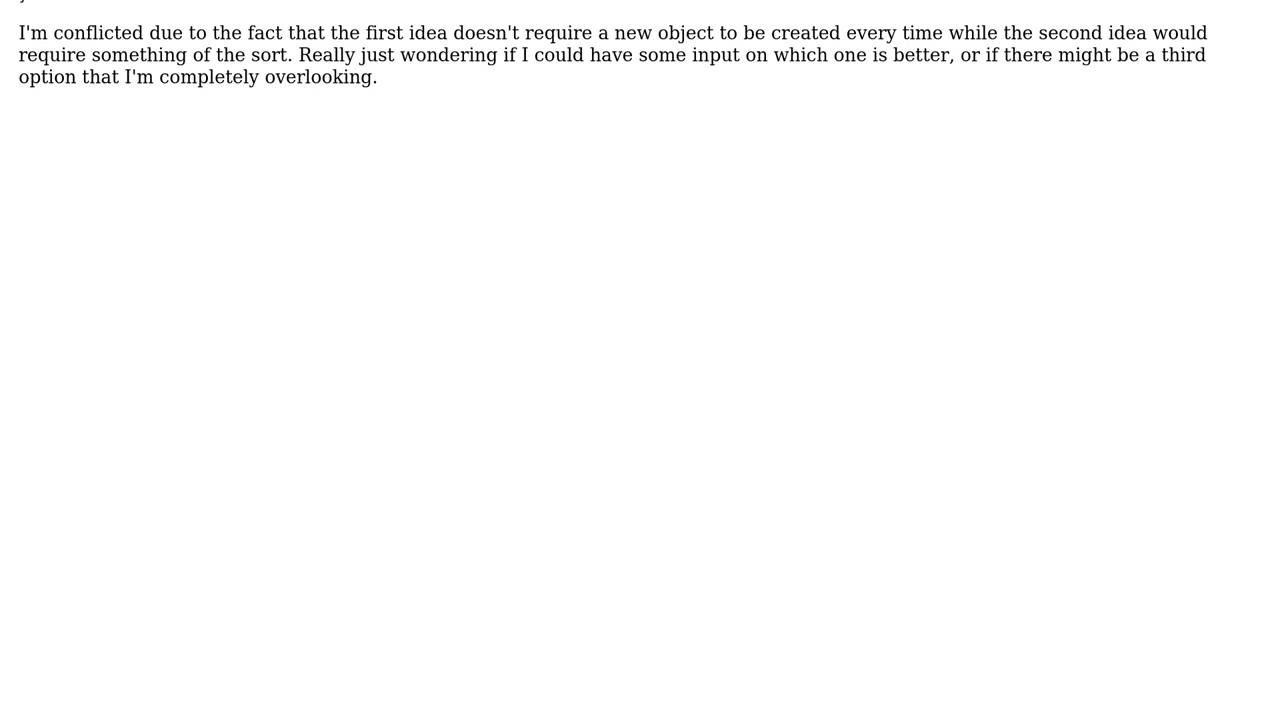 I'm conflicted due to the fact that the first idea doesn't require a new object to be created every time while the second idea would
require something of the sort. Really just wondering if I could have some input on which one is better, or if there might be a third
option that I'm completely overlooking.